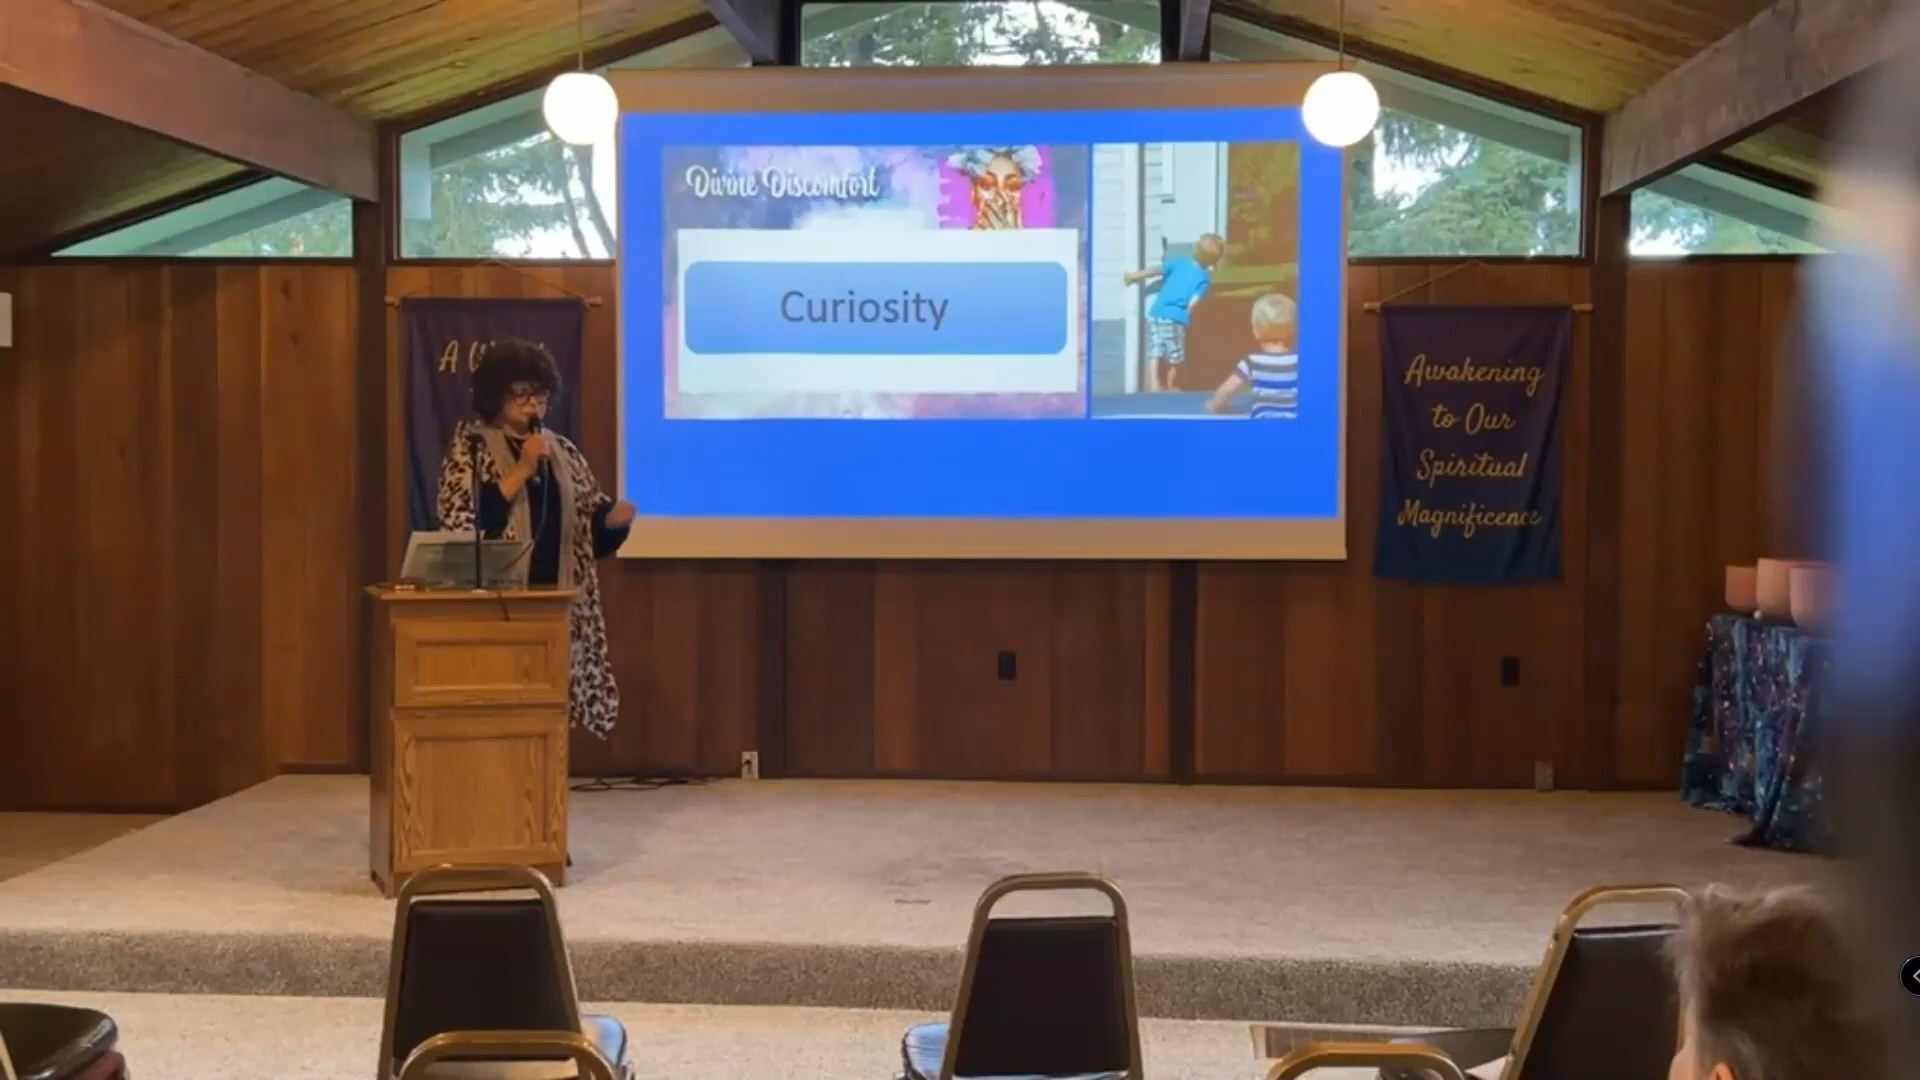 Divine Discomfort
Curiosity
A
Awakening
to Our
Spiritual
Magnificence